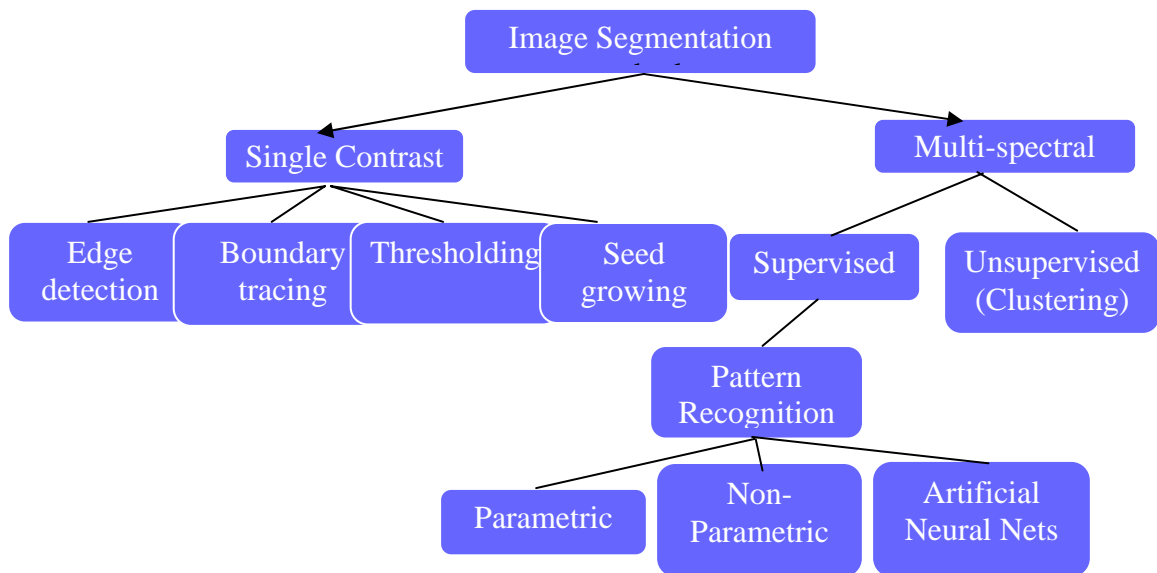 Image Segmentation
Single Contrast
Multi-spectral
Edge
detection
Boundary
tracing
Thresholding
Seed
growing
Supervised
Unsupervised
(Clustering)
Pattern
Recognition
Parametric
Non-
Parametric
Artificial
Neural Nets